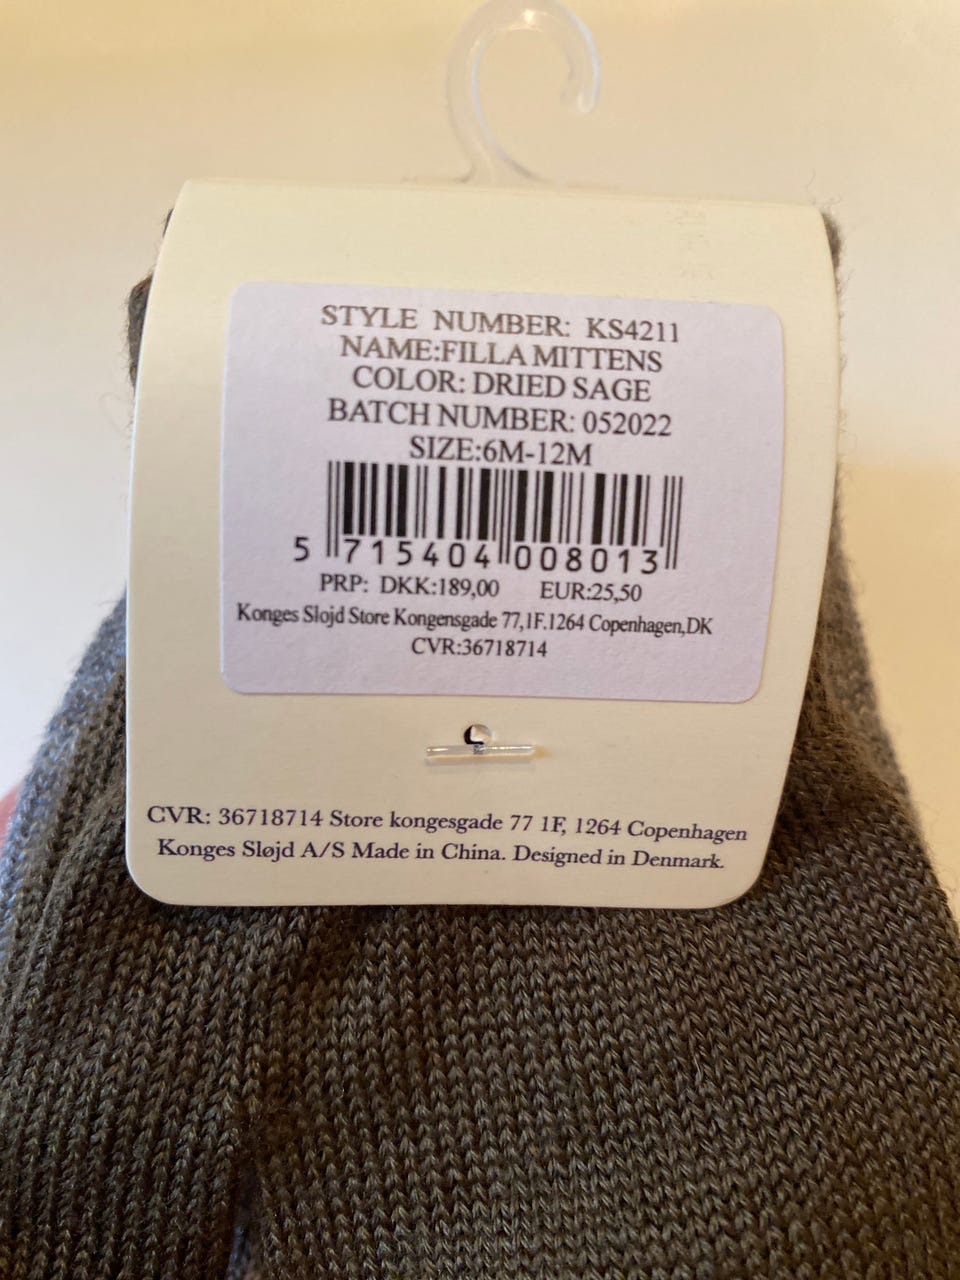 STYLE NUMBER: KS4211
NAME:FILLA MITTENS
COLOR: DRIED SAGE
BATCH NUMBER: 052022
SIZE:6M-12M
5 715404 008013
PRP: DKK:189,00 EUR:25,50
Konges Slojd Store Kongensgade 77,1F.1264 Copenhagen,DK
CVR:36718714
CVR: 36718714 Store kongesgade 77 1F, 1264 Copenhagen
Konges Sløjd A/S Made in China. Designed in Denmark.